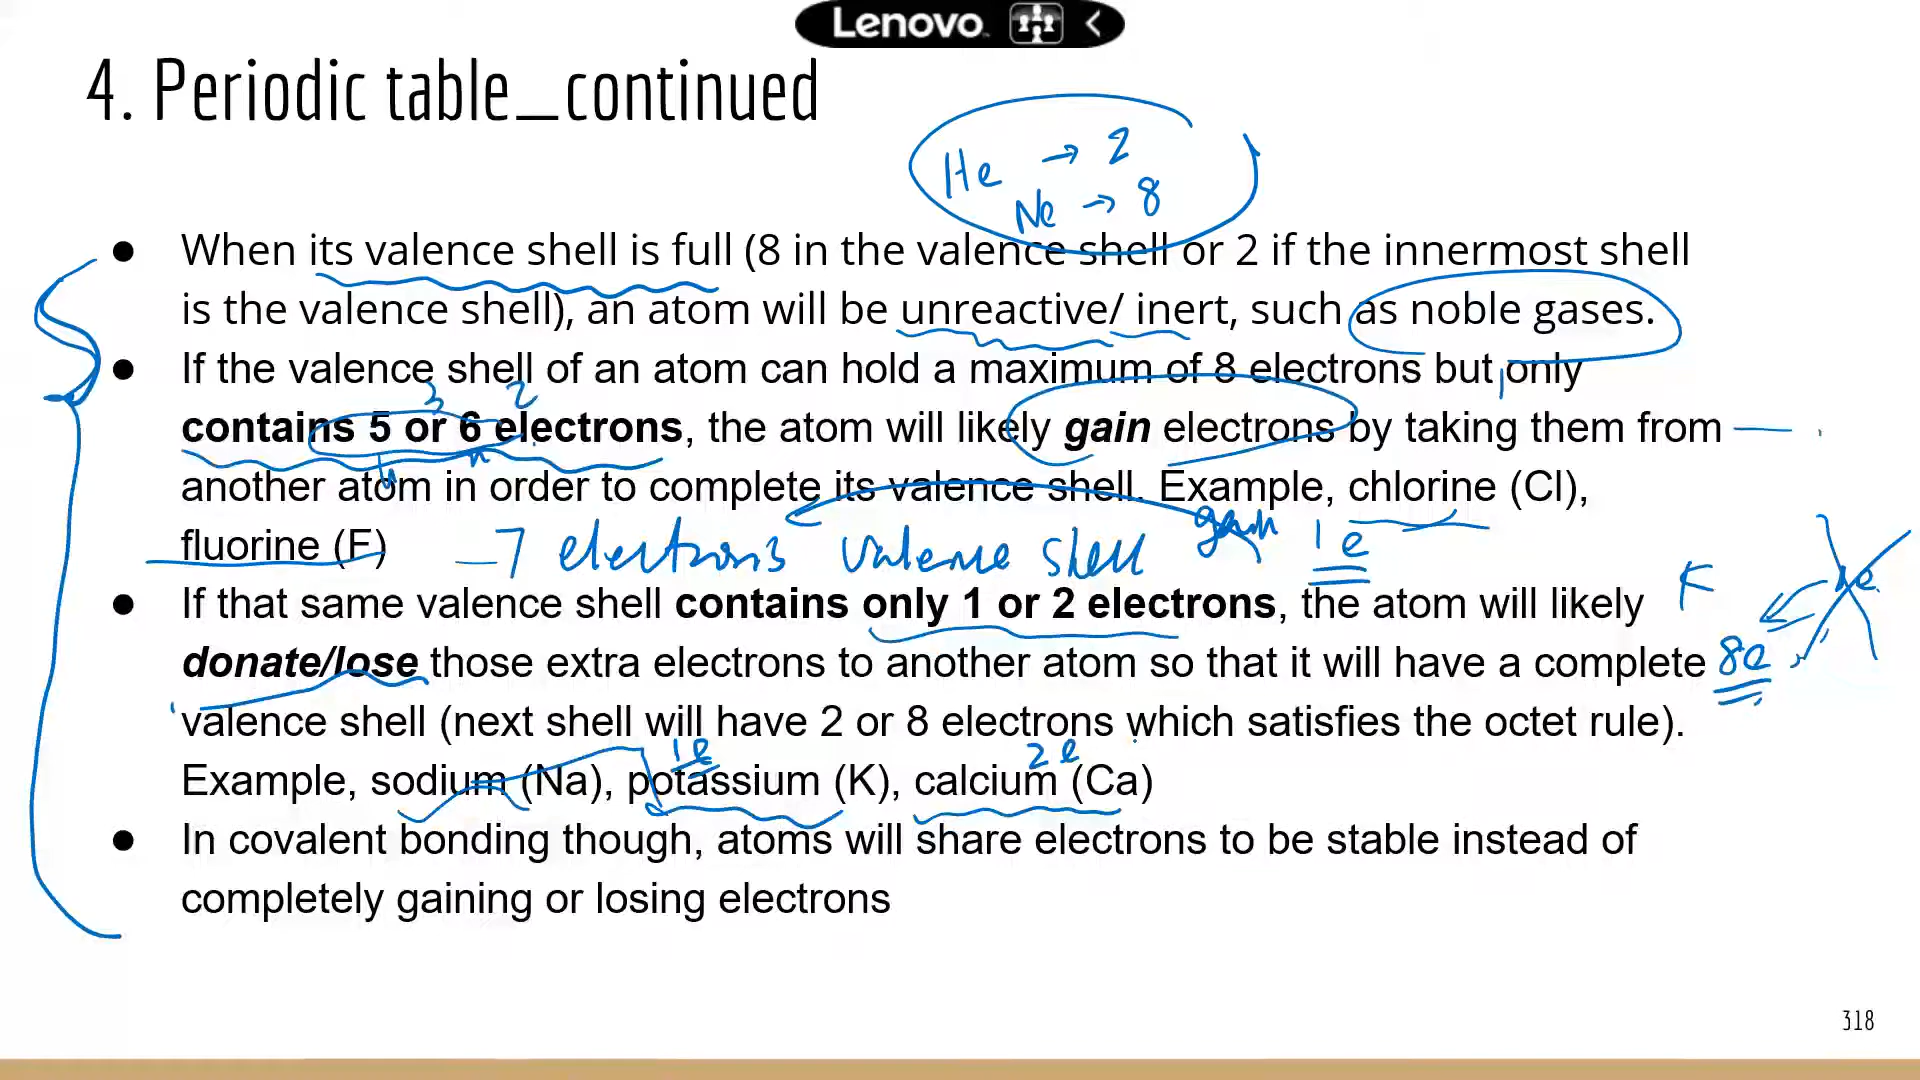 Lenovo
4. Periodic table_continued
He → 2
Ne → 8
● When its valence shell is full (8 in the valence shell or 2 if the innermost shell
is the valence shell), an atom will be unreactive/ inert, such as noble gases.
● If the valence shell of an atom can hold a maximum of 8 electrons but only
3 2
contains 5 or 6 electrons, the atom will likely gain electrons by taking them from
another atom in order to complete its valence shell. Example, chlorine (Cl),
fluorine (F) – 7 electrons valence shell gain 1 e
● If that same valence shell contains only 1 or 2 electrons, the atom will likely K
donate/lose those extra electrons to another atom so that it will have a complete 8e
valence shell (next shell will have 2 or 8 electrons which satisfies the octet rule).
1e 2e
Example, sodium (Na), potassium (K), calcium (Ca)
● In covalent bonding though, atoms will share electrons to be stable instead of
completely gaining or losing electrons
318